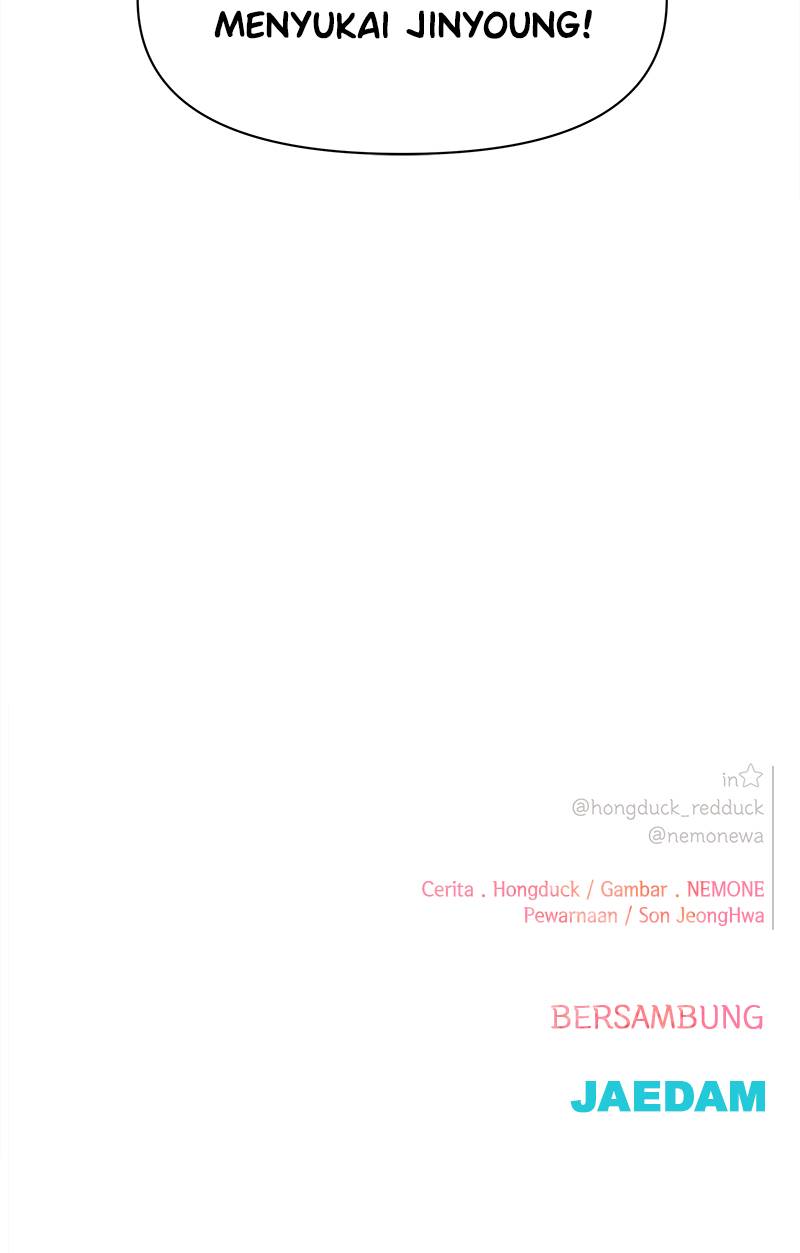 MENYUKAI JINYOUNG!
in☆
@hongduck_redduck
@nemonewa
Cerita . Hongduck / Gambar . NEMONE
Pewarnaan / Son JeongHwa
BERSAMBUNG
JAEDAM